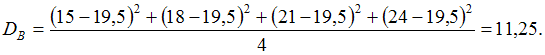 D_B = \frac{(15-19,5)^2+(18-19,5)^2+(21-19,5)^2+(24-19,5)^2}{4} = 11,25.